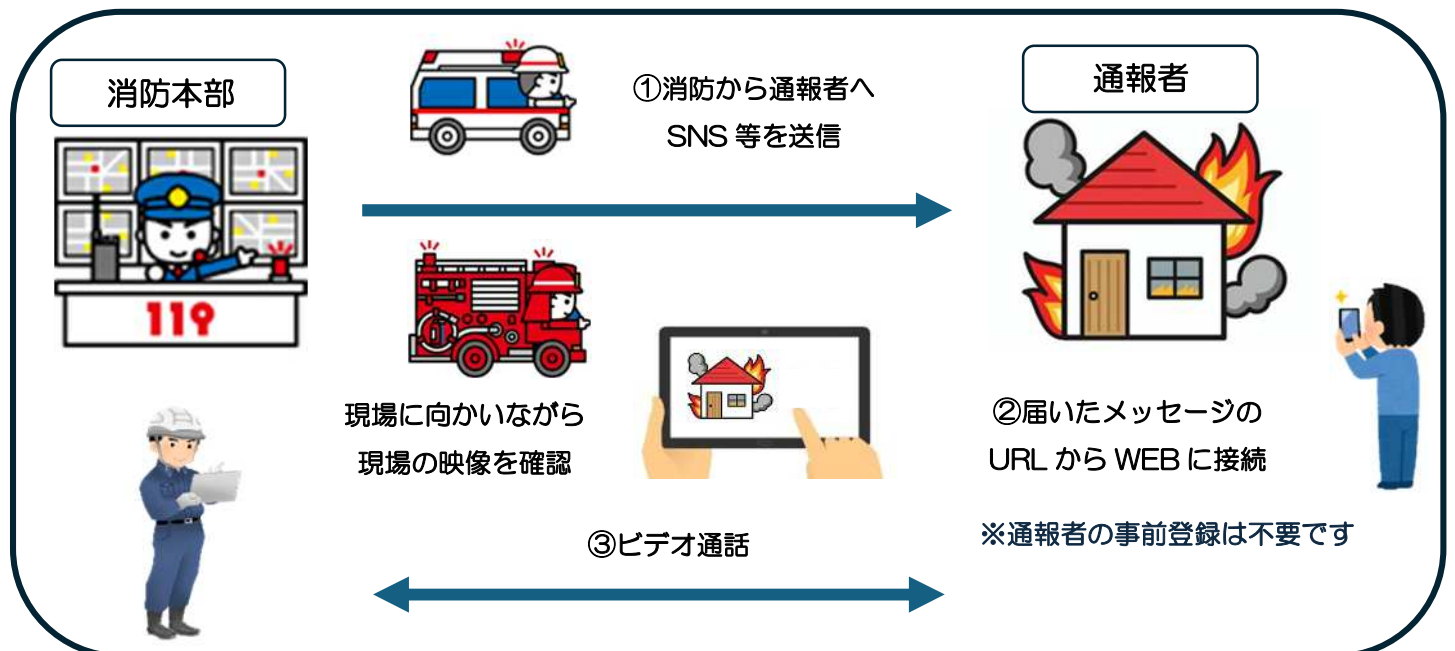 消防本部
119
①消防から通報者へ
SNS 等を送信
通報者
現場に向かいながら
現場の映像を確認
②届いたメッセージの
URL から WEB に接続
※通報者の事前登録は不要です
③ビデオ通話